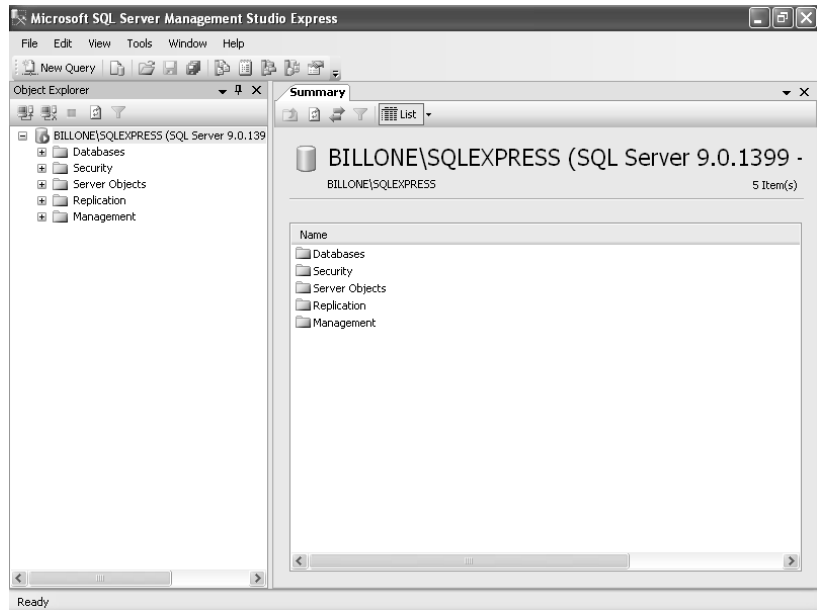 Microsoft SQL Server Management Studio Express
File Edit View Tools Window Help
New Query
Object Explorer
BILLONE\SQLEXPRESS (SQL Server 9.0.139
Databases
Security
Server Objects
Replication
Management
Summary
List
BILLONE\SQLEXPRESS (SQL Server 9.0.1399 -
BILLONE\SQLEXPRESS 5 Item(s)
Name
Databases
Security
Server Objects
Replication
Management
Ready